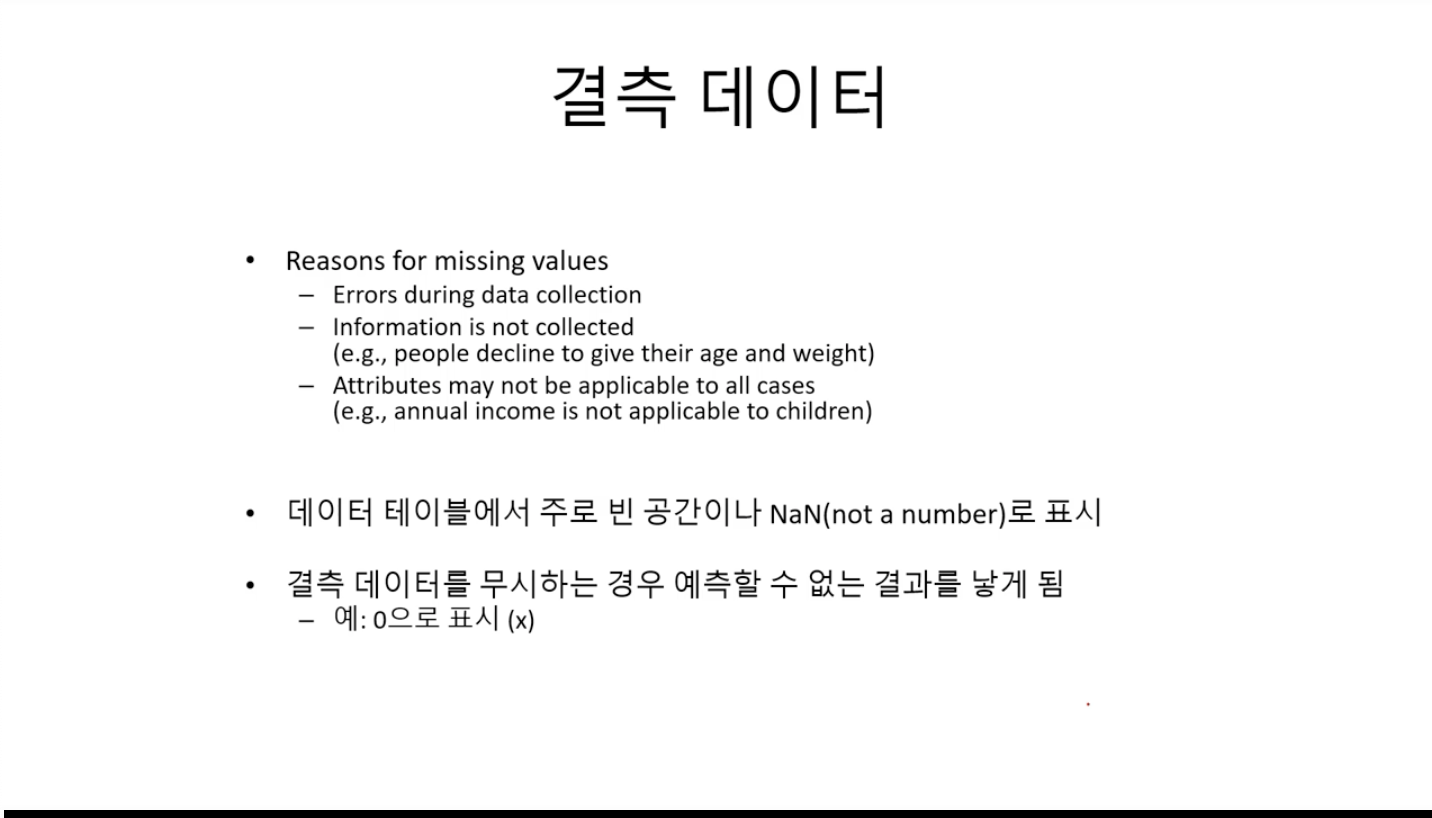 결측 데이터
• Reasons for missing values
– Errors during data collection
– Information is not collected
(e.g., people decline to give their age and weight)
– Attributes may not be applicable to all cases
(e.g., annual income is not applicable to children)
• 데이터 테이블에서 주로 빈 공간이나 NaN(not a number)로 표시
• 결측 데이터를 무시하는 경우 예측할 수 없는 결과를 낳게 됨
– 예: 0으로 표시 (x)